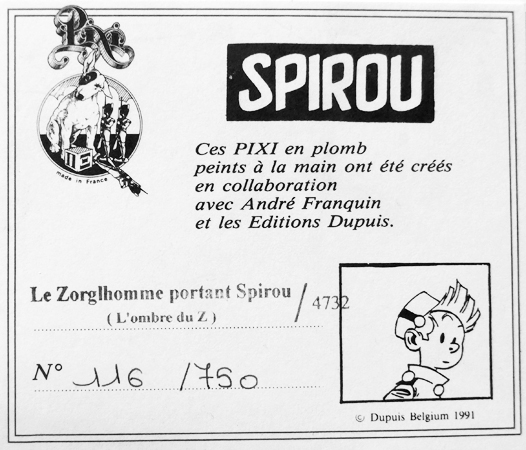 Pixi
made in France
SPIROU
Ces PIXI en plomb
peints à la main ont été créés
en collaboration
avec André Franquin
et les Editions Dupuis.
Le Zorglhomme portant Spirou / 4732
( L'ombre du Z )
N° 116 /750
© Dupuis Belgium 1991